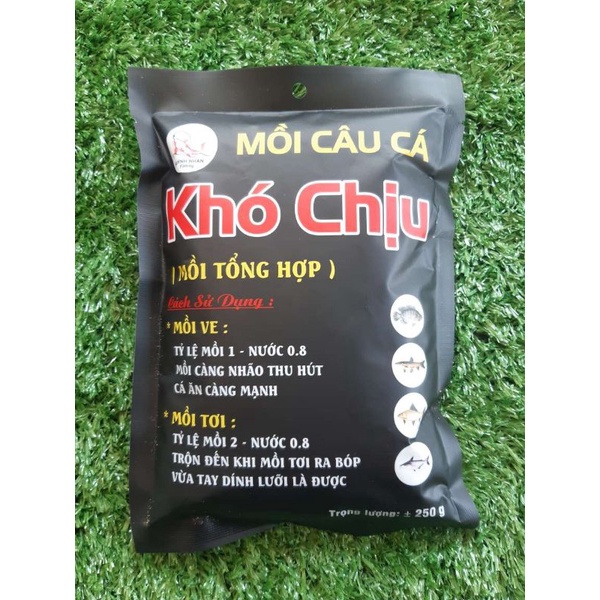 MỒI CÂU CÁ
Khó Chịu
( MỒI TỔNG HỢP )
Cách Sử Dụng :
* MỒI VE :
TỶ LỆ MỒI 1 - NƯỚC 0.8
MỒI CÀNG NHÃO THU HÚT
CÁ ĂN CÀNG MẠNH
* MỒI TƠI :
TỶ LỆ MỒI 2 - NƯỚC 0.8
TRỘN ĐẾN KHI MỒI TƠI RA BÓP
VỪA TAY DÍNH LƯỠI LÀ ĐƯỢC
Trọng lượng: ± 250 g